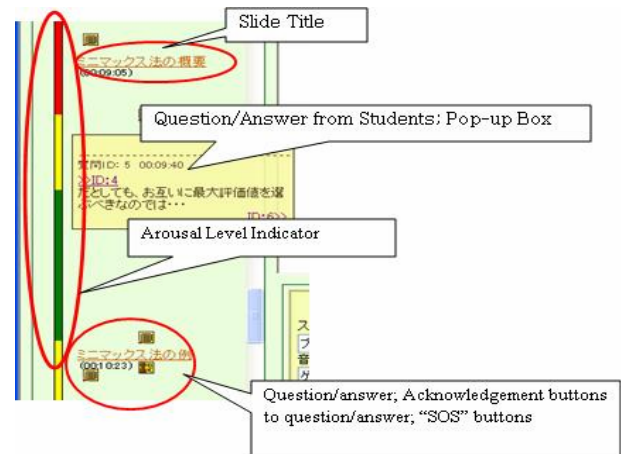 Slide Title
ミニマックス法の概要
(00:09:05)
Question/Answer from Students; Pop-up Box
質問ID: 5 00:09:40
>>ID:4
だとしても、お互いに最大評価値を選
ぶべきなのでは・・・
ID:6>>
Arousal Level Indicator
ミニマックス法の例
(00:10:23)
ス
音
Question/answer; Acknowledgement buttons
to question/answer; “SOS” buttons